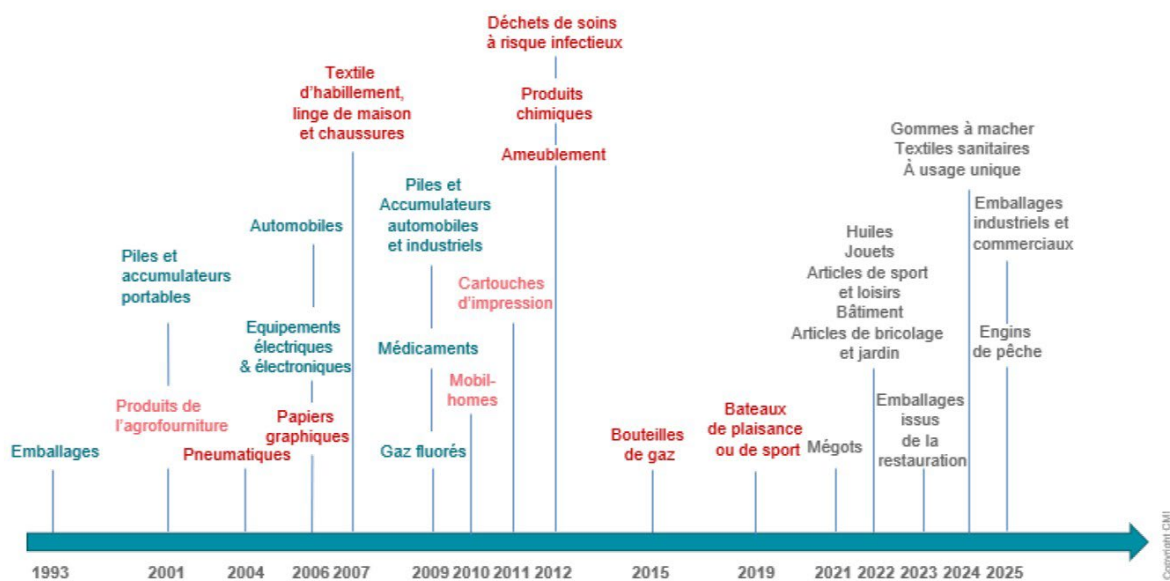 Emballages
Piles et
accumulateurs
portables
Produits de
l'agrofourniture
Pneumatiques
Automobiles
Equipements
électriques
& électroniques
Papiers
graphiques
Textile
d'habillement,
linge de maison
et chaussures
Piles et
Accumulateurs
automobiles
et industriels
Médicaments
Gaz fluorés
Mobil-
homes
Cartouches
d'impression
Déchets de soins
à risque infectieux
Produits
chimiques
Ameublement
Bouteilles
de gaz
Bateaux
de plaisance
ou de sport
Mégots
Huiles
Jouets
Articles de sport
et loisirs
Bâtiment
Articles de bricolage
et jardin
Emballages
issus
de la
restauration
Gommes à macher
Textiles sanitaires
À usage unique
Emballages
industriels et
commerciaux
Engins
de pêche
1993 2001 2004 2006 2007 2009 2010 2011 2012 2015 2019 2021 2022 2023 2024 2025
Copyright CMI